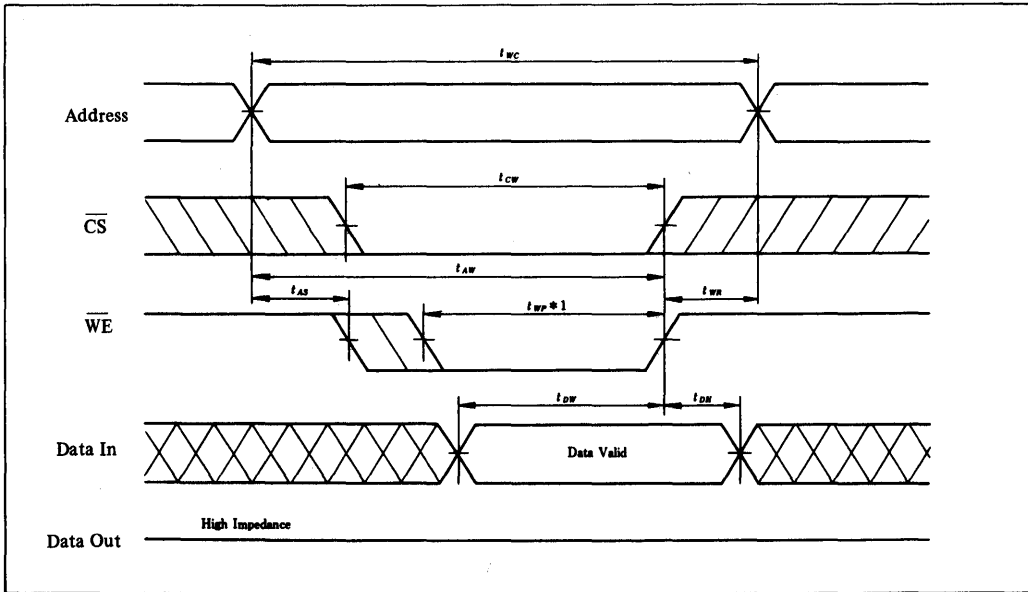 tWC
Address
tCW
CS
tAW
tAS
tWR
tWP*1
WE
tDW
tDH
Data In
Data Valid
High Impedance
Data Out